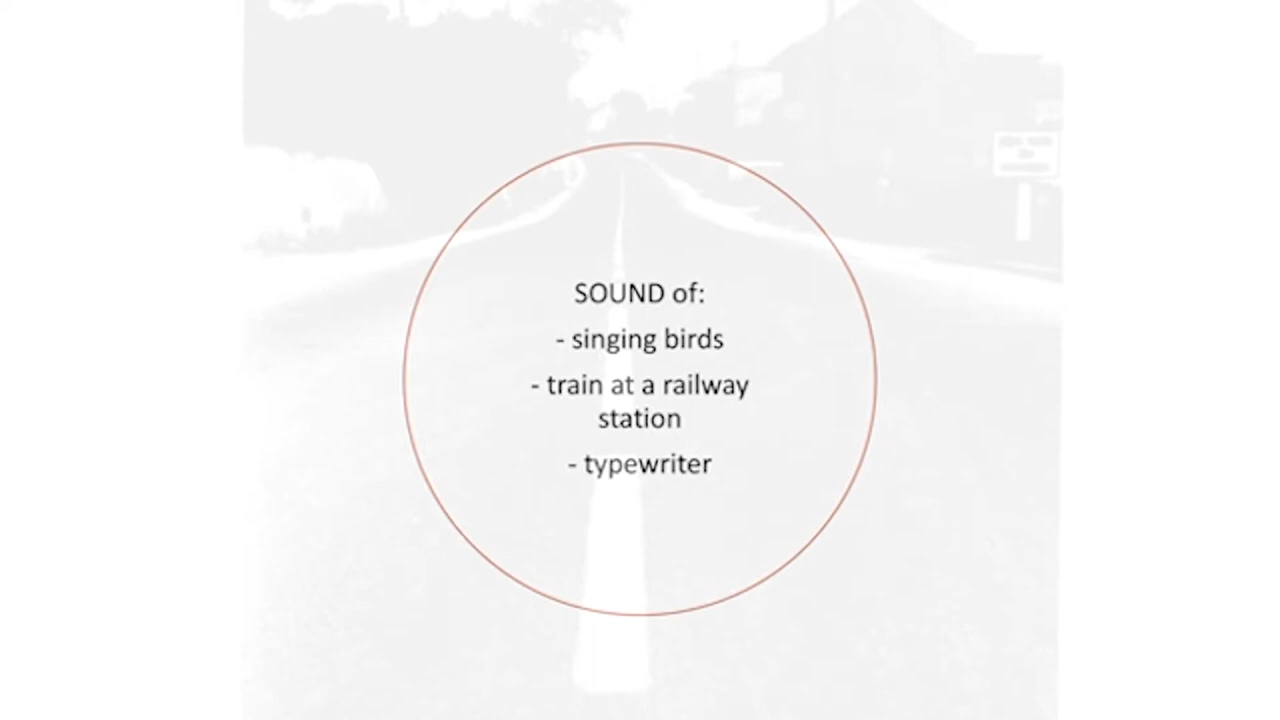 SOUND of:
- singing birds
- train at a railway
station
- typewriter